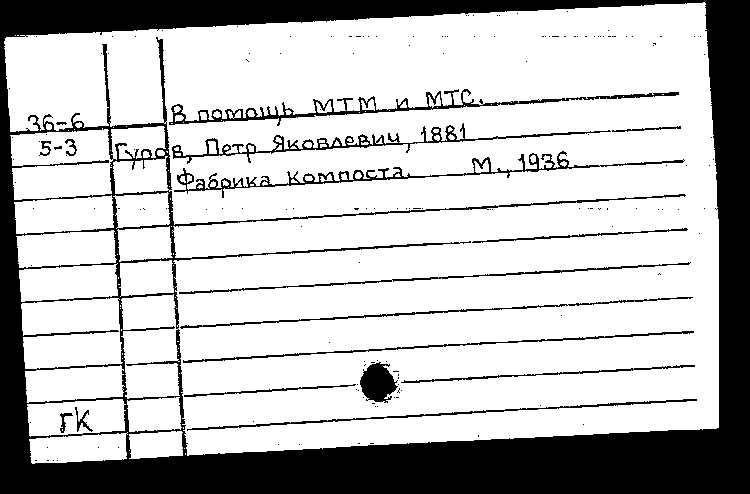 В помощь МТМ и МТС.
36-6
5-3 Гуров, Петр Яковлевич, 1881
Фабрика компоста. М., 1936.
ГК